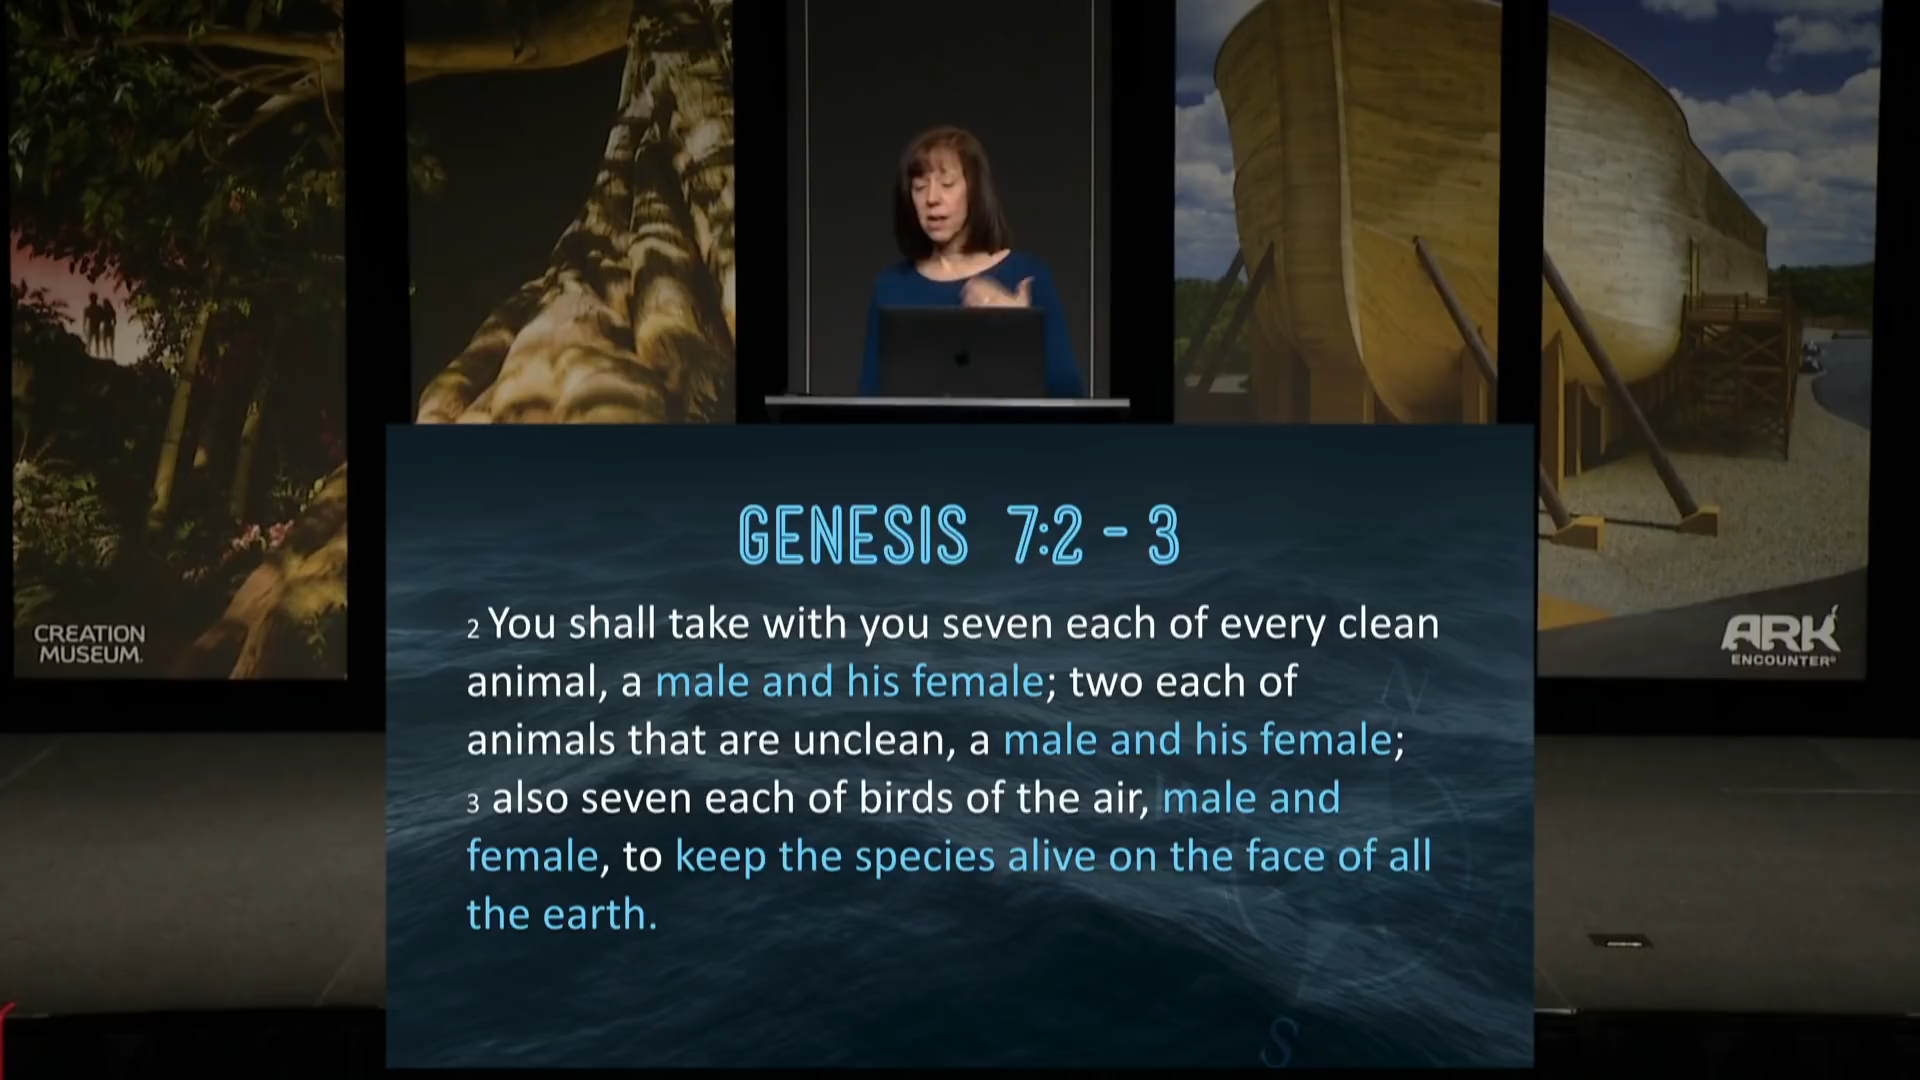 GENESIS 7:2 - 3
2 You shall take with you seven each of every clean
animal, a male and his female; two each of
animals that are unclean, a male and his female;
3 also seven each of birds of the air, male and
female, to keep the species alive on the face of all
the earth.
N
S
CREATION
MUSEUM.
ARK
ENCOUNTER®